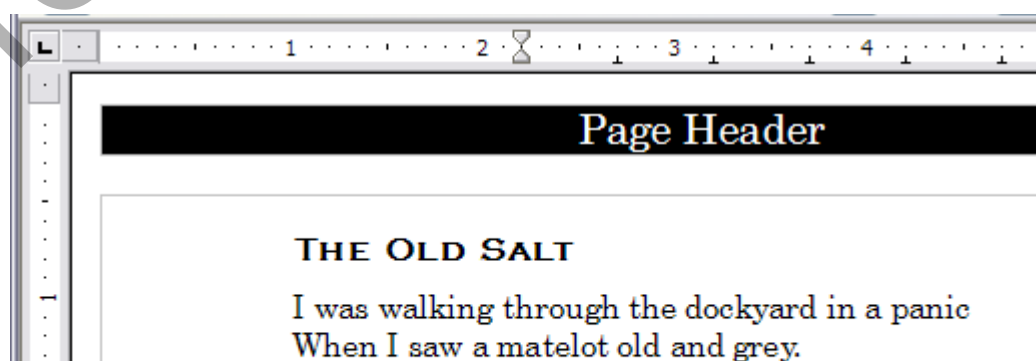 1 2 3 4
Page Header
THE OLD SALT
I was walking through the dockyard in a panic
When I saw a matelot old and grey.
1